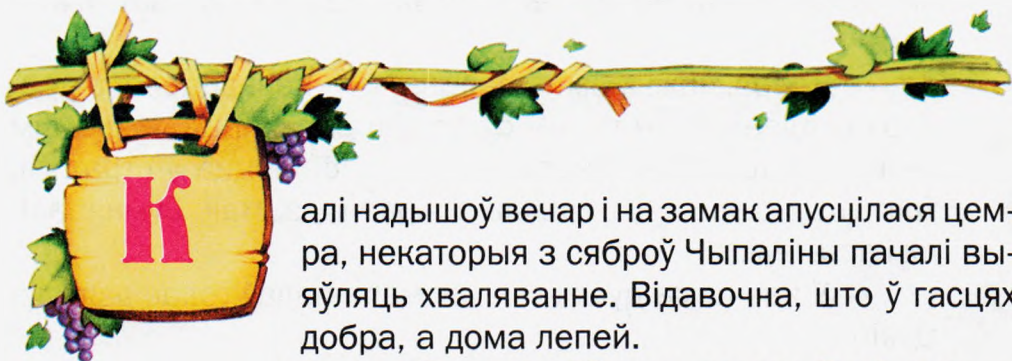 Калі надышоў вечар і на замак апусцілася цем-
ра, некаторыя з сяброў Чыпаліны пачалі вы-
яўляць хваляванне. Відавочна, што ў гасцях
добра, а дома лепей.